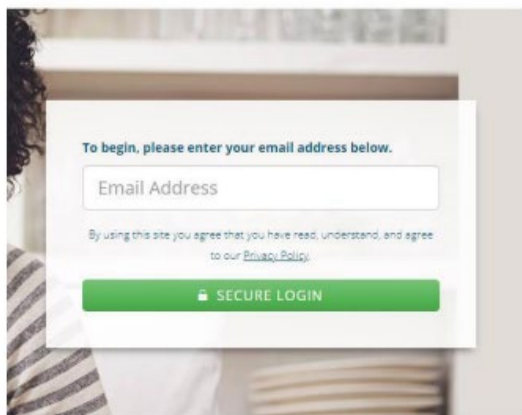 To begin, please enter your email address below.
Email Address
By using this site you agree that you have read, understand, and agree
to our Privacy Policy.
SECURE LOGIN